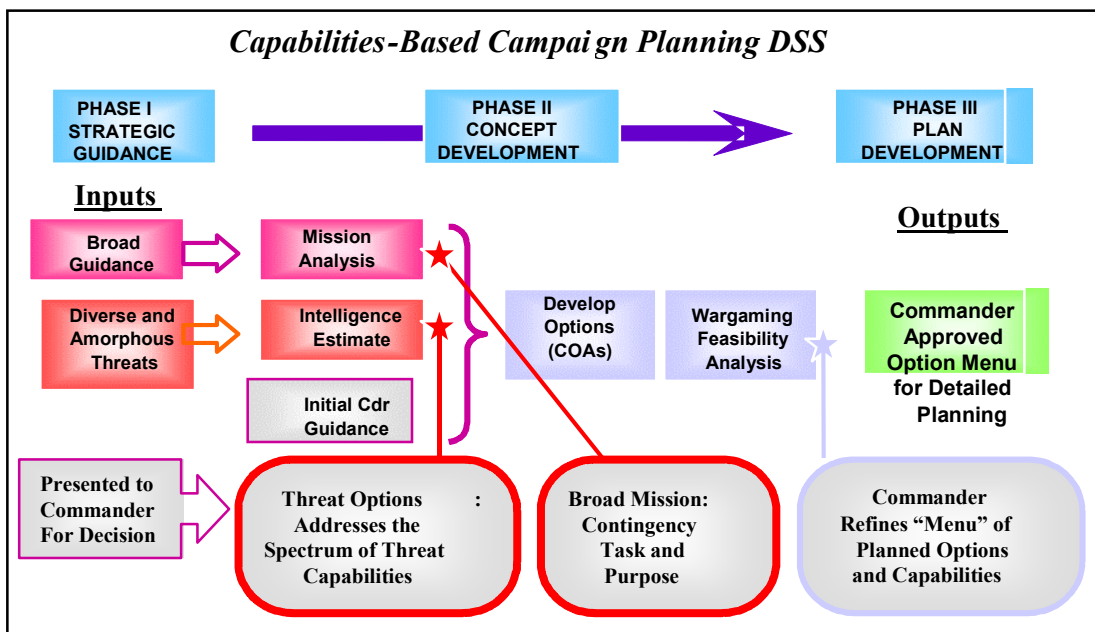 Capabilities-Based Campaign Planning DSS
PHASE I
STRATEGIC
GUIDANCE
PHASE II
CONCEPT
DEVELOPMENT
PHASE III
PLAN
DEVELOPMENT
Inputs
Outputs
Broad
Guidance
Mission
Analysis
Diverse and
Amorphous
Threats
Intelligence
Estimate
Initial Cdr
Guidance
Develop
Options
(COAs)
Wargaming
Feasibility
Analysis
Commander
Approved
Option Menu
for Detailed
Planning
Presented to
Commander
For Decision
Threat Options :
Addresses the
Spectrum of Threat
Capabilities
Broad Mission:
Contingency
Task and
Purpose
Commander
Refines “Menu” of
Planned Options
and Capabilities